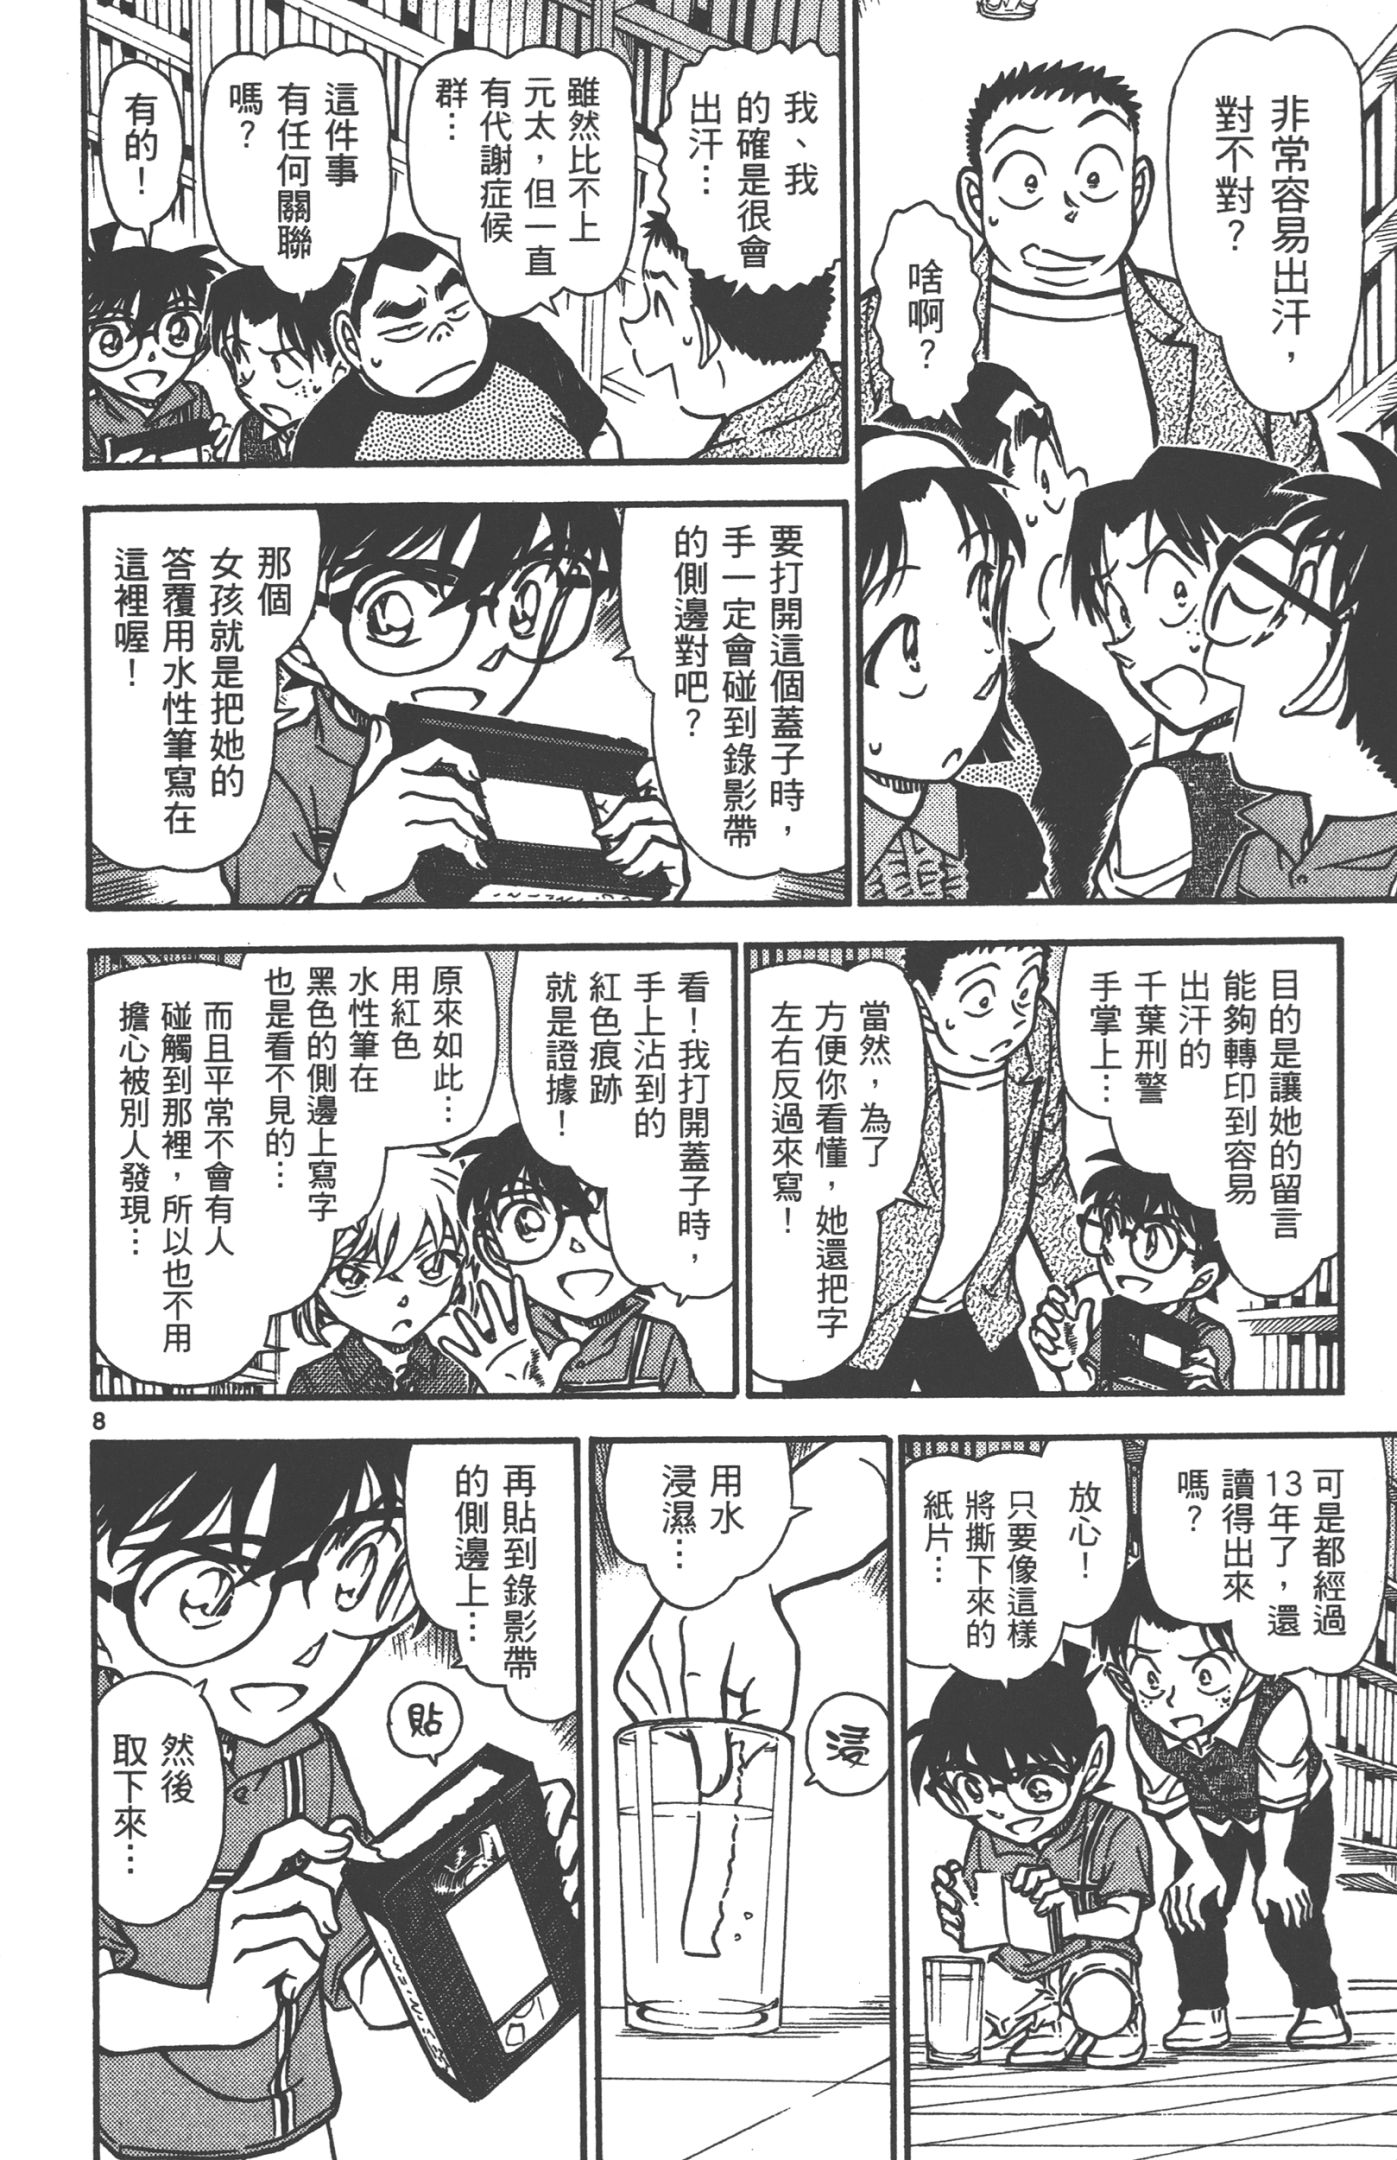 非常容易出汗，
對不對？
啥啊？
我、我
的確是很會
出汗…
雖然比不上
元太，但一直
有代謝症候
群…
這件事
有任何關聯
嗎？
有的！
要打開這個蓋子時，
手一定會碰到錄影帶
的側邊對吧？
那個
女孩就是把她的
答覆用水性筆寫在
這裡喔！
目的是讓她的留言
能夠轉印到容易
出汗的
千葉刑警
手掌上…
當然，為了
方便你看懂，她還把字
左右反過來寫！
看！我打開蓋子時，
手上沾到的
紅色痕跡
就是證據！
原來如此…
用紅色
水性筆在
黑色的側邊上寫字
也是看不見的…
而且平常不會有人
碰觸到那裡，所以也不用
擔心被別人發現…
8
可是都經過
13年了，還
讀得出來
嗎？
放心！
只要像這樣
將撕下來的
紙片…
用水
浸濕…
浸
再貼到錄影帶
的側邊上…
貼
然後
取下來…